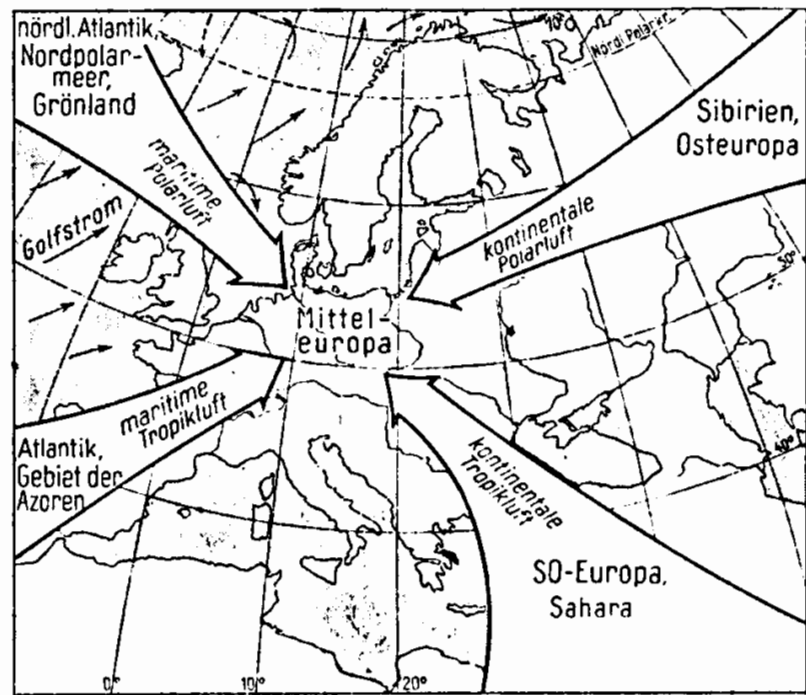 nördl. Atlantik,
Nordpolar-
meer,
Grönland
maritime
Polarluft
Golfstrom
70°
Nördl. Polarkr.
Sibirien,
Osteuropa
kontinentale
Polarluft
50°
Mittel-
europa
maritime
Tropikluft
Atlantik,
Gebiet der
Azoren
40°
kontinentale
Tropikluft
SO-Europa,
Sahara
0°
10°
20°